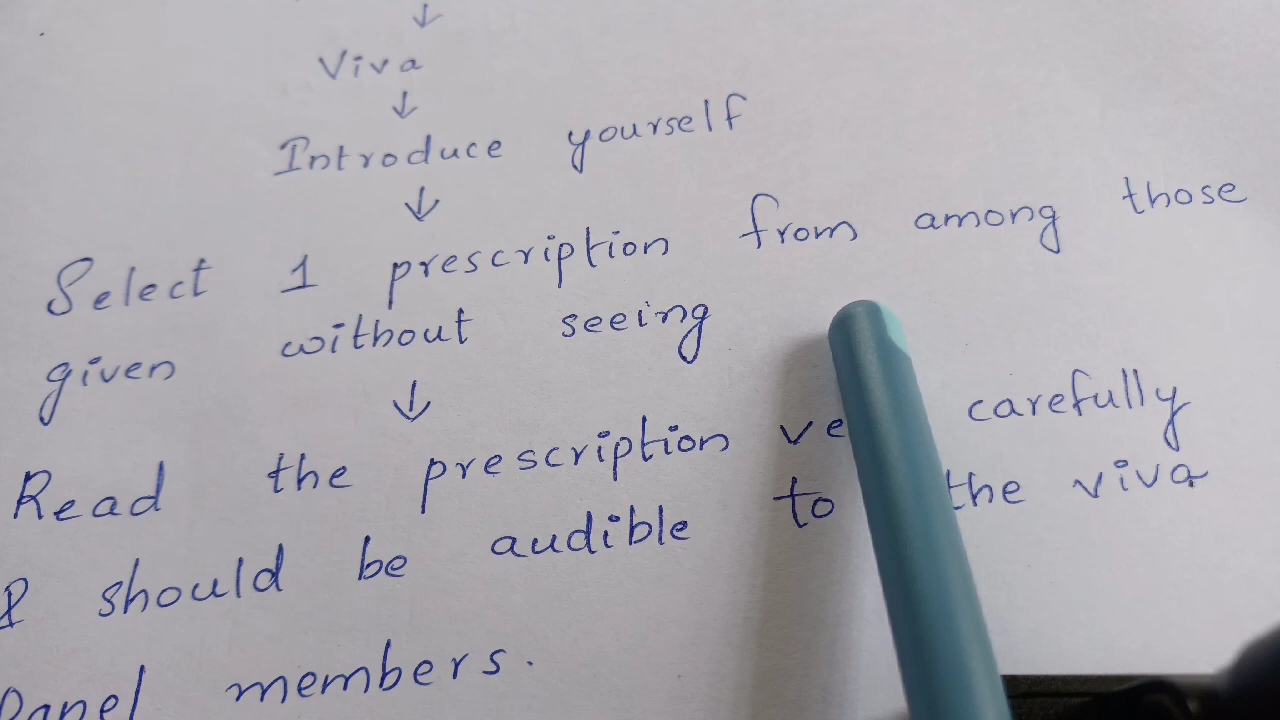 ↓
Viva
↓
Introduce yourself
↓
Select 1 prescription from among those
given without seeing
↓
Read the prescription carefully
& should be audible to the viva
Panel members.